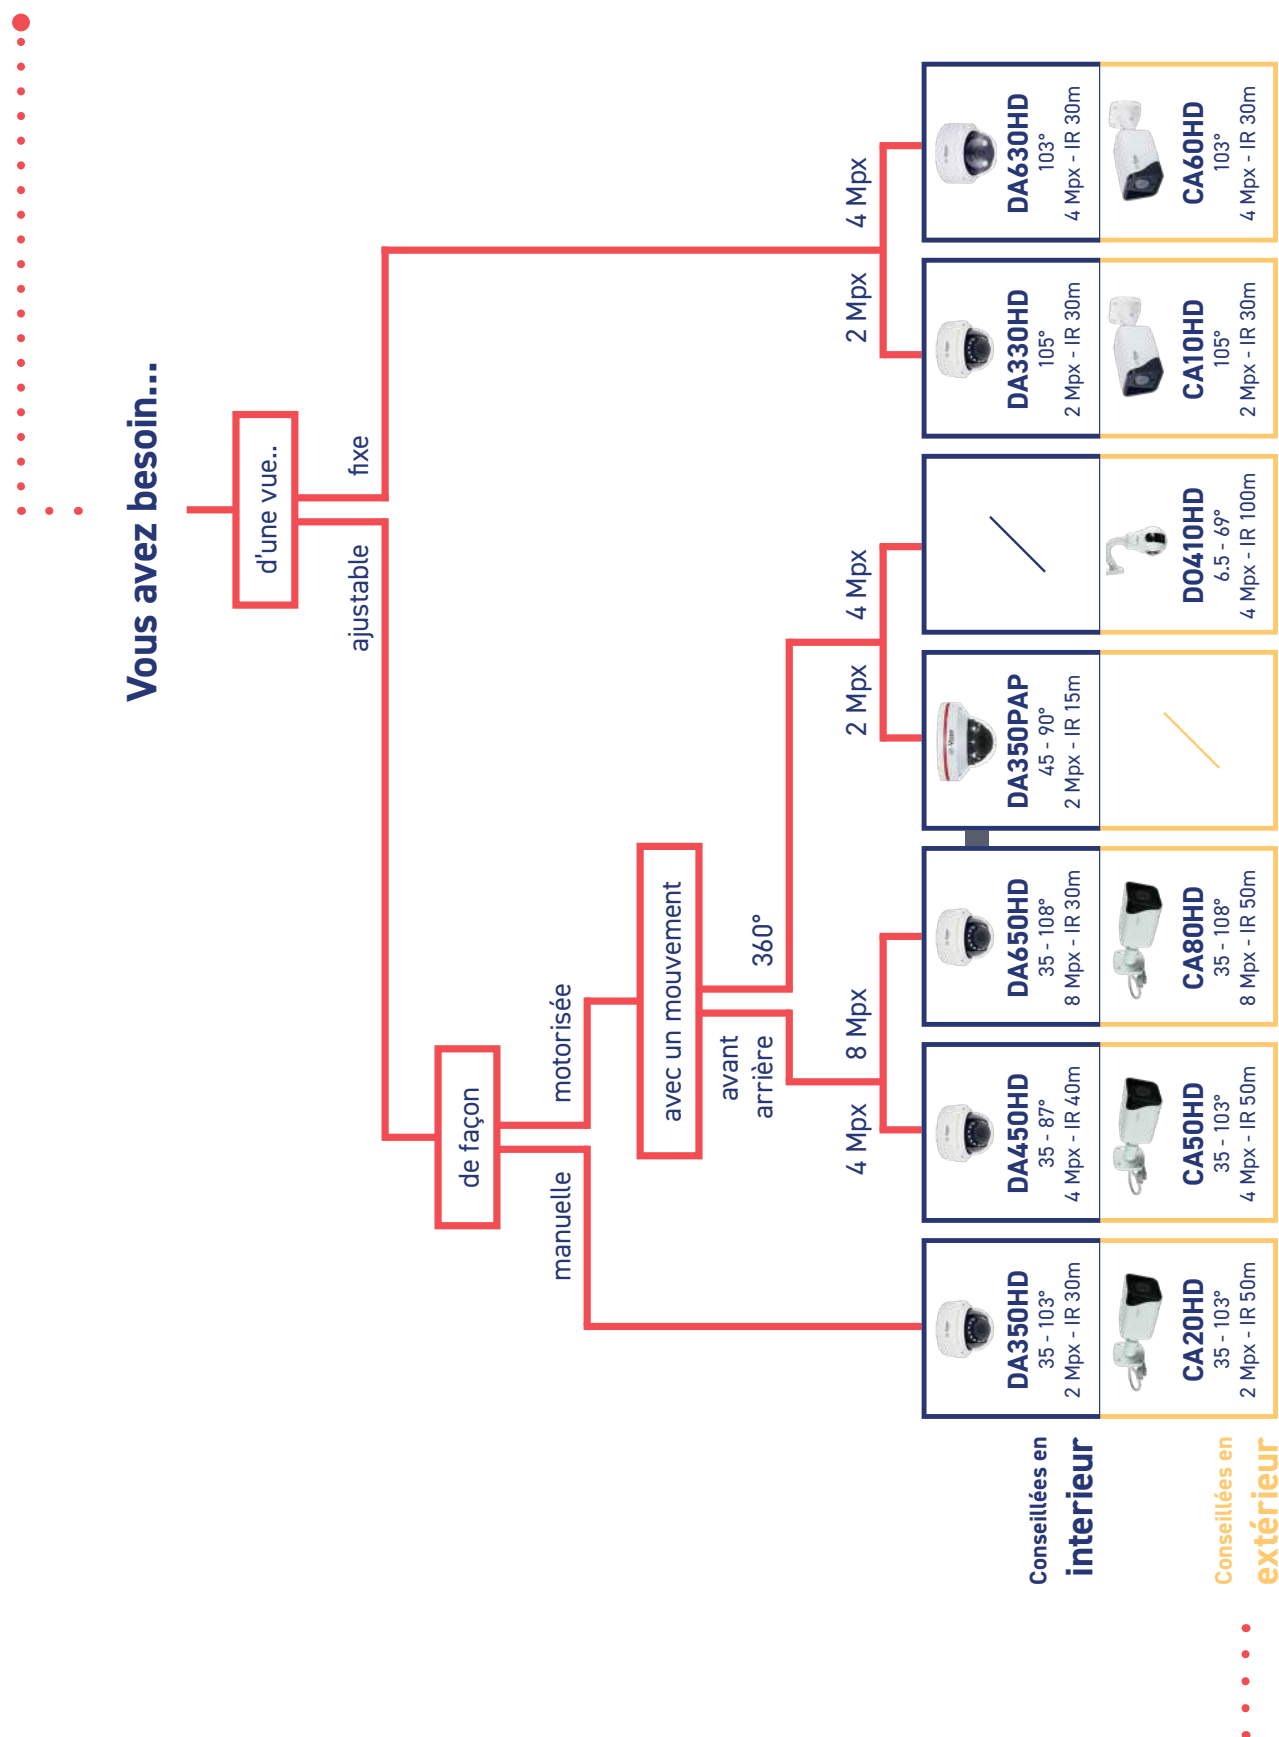 Vous avez besoin...
d'une vue..
ajustable
fixe
de façon
manuelle
motorisée
avec un mouvement
avant
arrière
360°
4 Mpx
8 Mpx
2 Mpx
4 Mpx
2 Mpx
4 Mpx
Conseillées en
interieur
DA350HD
35 - 103°
2 Mpx - IR 30m
DA450HD
35 - 87°
4 Mpx - IR 40m
DA650HD
35 - 108°
8 Mpx - IR 30m
DA350PAP
45 - 90°
2 Mpx - IR 15m
DA330HD
105°
2 Mpx - IR 30m
DA630HD
103°
4 Mpx - IR 30m
Conseillées en
extérieur
CA20HD
35 - 103°
2 Mpx - IR 50m
CA50HD
35 - 103°
4 Mpx - IR 50m
CA80HD
35 - 108°
8 Mpx - IR 50m
DO410HD
6.5 - 69°
4 Mpx - IR 100m
CA10HD
105°
2 Mpx - IR 30m
CA60HD
103°
4 Mpx - IR 30m